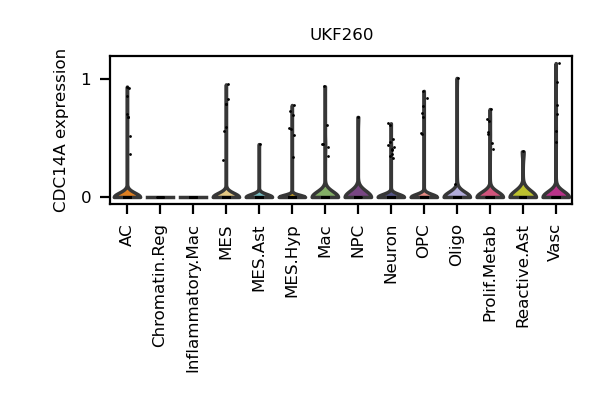 UKF260
CDC14A expression
1
0
AC
Chromatin.Reg
Inflammatory.Mac
MES
MES.Ast
MES.Hyp
Mac
NPC
Neuron
OPC
Oligo
Prolif.Metab
Reactive.Ast
Vasc